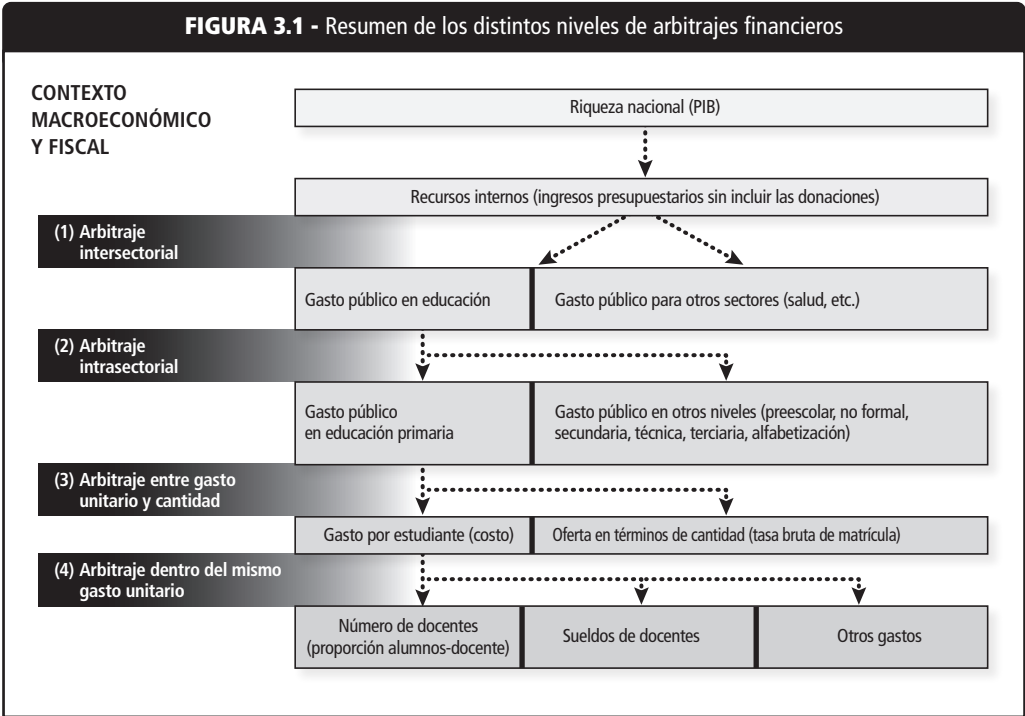 FIGURA 3.1 - Resumen de los distintos niveles de arbitrajes financieros
CONTEXTO
MACROECONÓMICO
Y FISCAL
Riqueza nacional (PIB)
Recursos internos (ingresos presupuestarios sin incluir las donaciones)
(1) Arbitraje
intersectorial
Gasto público en educación
Gasto público para otros sectores (salud, etc.)
(2) Arbitraje
intrasectorial
Gasto público
en educación primaria
Gasto público en otros niveles (preescolar, no formal,
secundaria, técnica, terciaria, alfabetización)
(3) Arbitraje entre gasto
unitario y cantidad
Gasto por estudiante (costo)
Oferta en términos de cantidad (tasa bruta de matrícula)
(4) Arbitraje dentro del mismo
gasto unitario
Número de docentes
(proporción alumnos-docente)
Sueldos de docentes
Otros gastos